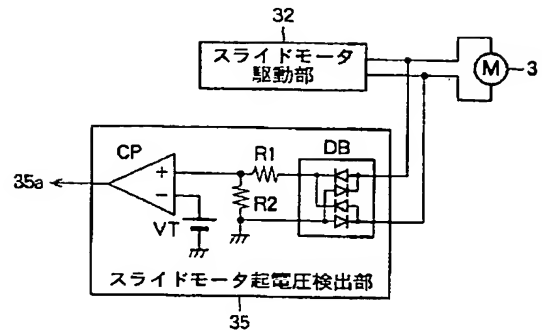 32
スライドモータ
駆動部
M
3
CP
R1
DB
+
35a
−
R2
VT
スライドモータ起電圧検出部
35